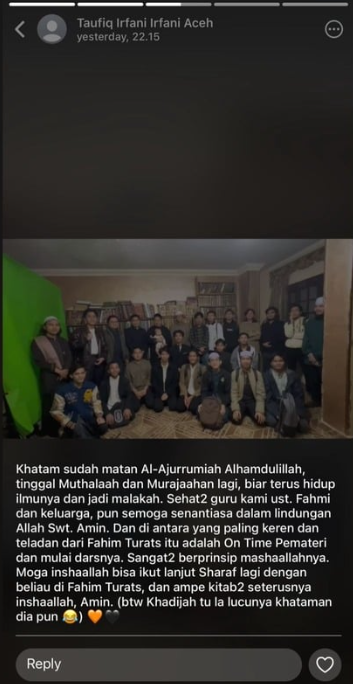 Taufiq Irfani Irfani Aceh
yesterday, 22.15
Khatam sudah matan Al-Ajurrumiah Alhamdulillah,
tinggal Muthalaah dan Murajaahan lagi, biar terus hidup
ilmunya dan jadi malakah. Sehat2 guru kami ust. Fahmi
dan keluarga, pun semoga senantiasa dalam lindungan
Allah Swt. Amin. Dan di antara yang paling keren dan
teladan dari Fahim Turats itu adalah On Time Pemateri
dan mulai darsnya. Sangat2 berprinsip mashaallahnya.
Moga inshaallah bisa ikut lanjut Sharaf lagi dengan
beliau di Fahim Turats, dan ampe kitab2 seterusnya
inshaallah, Amin. (btw Khadijah tu la lucunya khataman
dia pun 😂) 🧡🖤
Reply